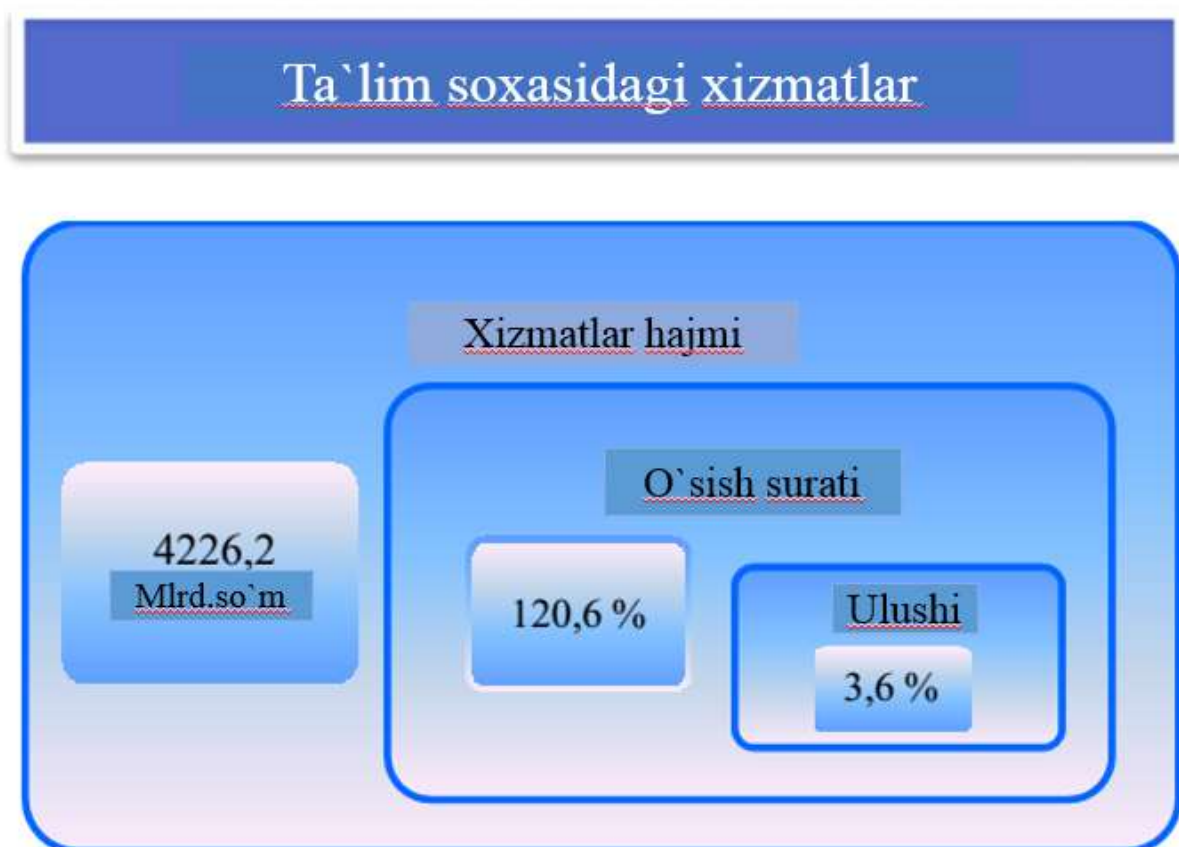 Ta`lim soxasidagi xizmatlar
Xizmatlar hajmi
4226,2
Mlrd.so`m
O`sish surati
120,6 %
Ulushi
3,6 %